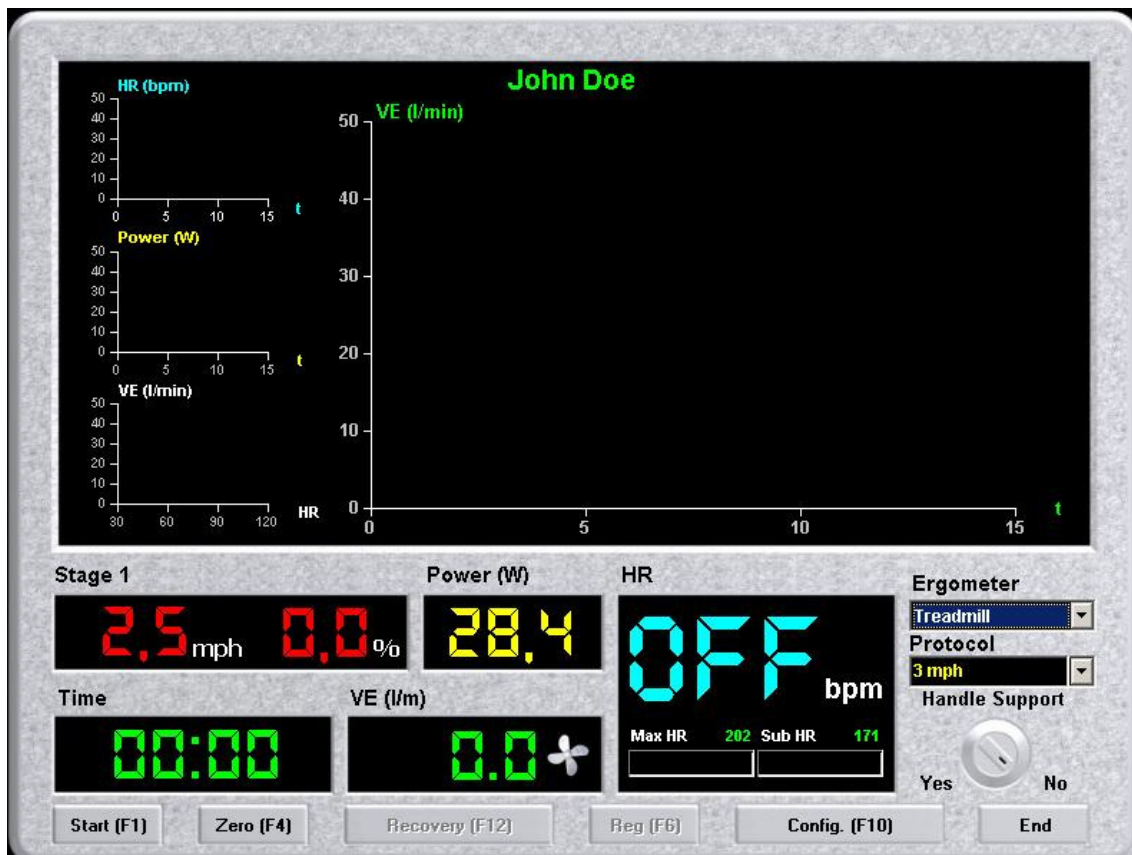 John Doe
HR (bpm)
50
40
30
20
10
0
0 5 10 15 t
Power (W)
50
40
30
20
10
0
0 5 10 15 t
VE (l/min)
50
40
30
20
10
0
30 60 90 120 HR
VE (l/min)
50
40
30
20
10
0
0 5 10 15 t
Stage 1
2,5 mph 0,0 %
Power (W)
28,4
HR
OFF bpm
Max HR 202 Sub HR 171
Time
00:00
VE (l/m)
0.0
Ergometer
Treadmill
Protocol
3 mph
Handle Support
Yes No
Start (F1) Zero (F4) Recovery (F12) Reg (F6) Config. (F10) End